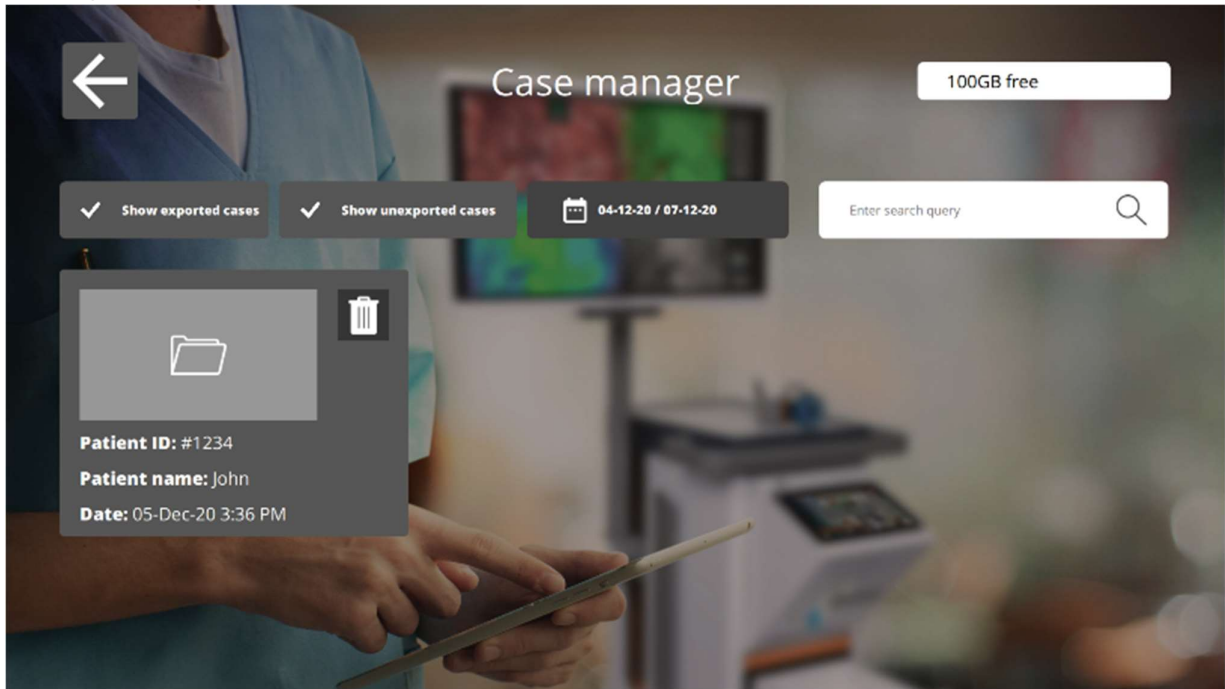 Case manager
100GB free
Show exported cases
Show unexported cases
04-12-20 / 07-12-20
Enter search query
Patient ID: #1234
Patient name: John
Date: 05-Dec-20 3:36 PM